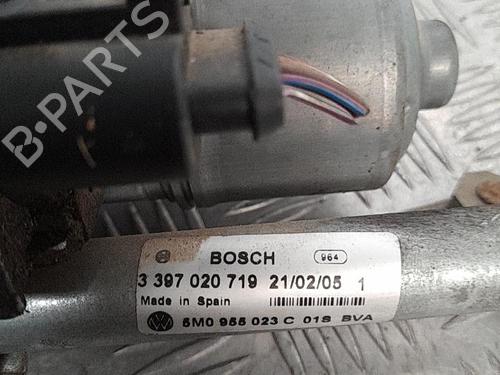 B-PARTS
BOSCH 964
3 397 020 719 21/02/05 1
Made in Spain
5M0 955 023 C 01S BVA